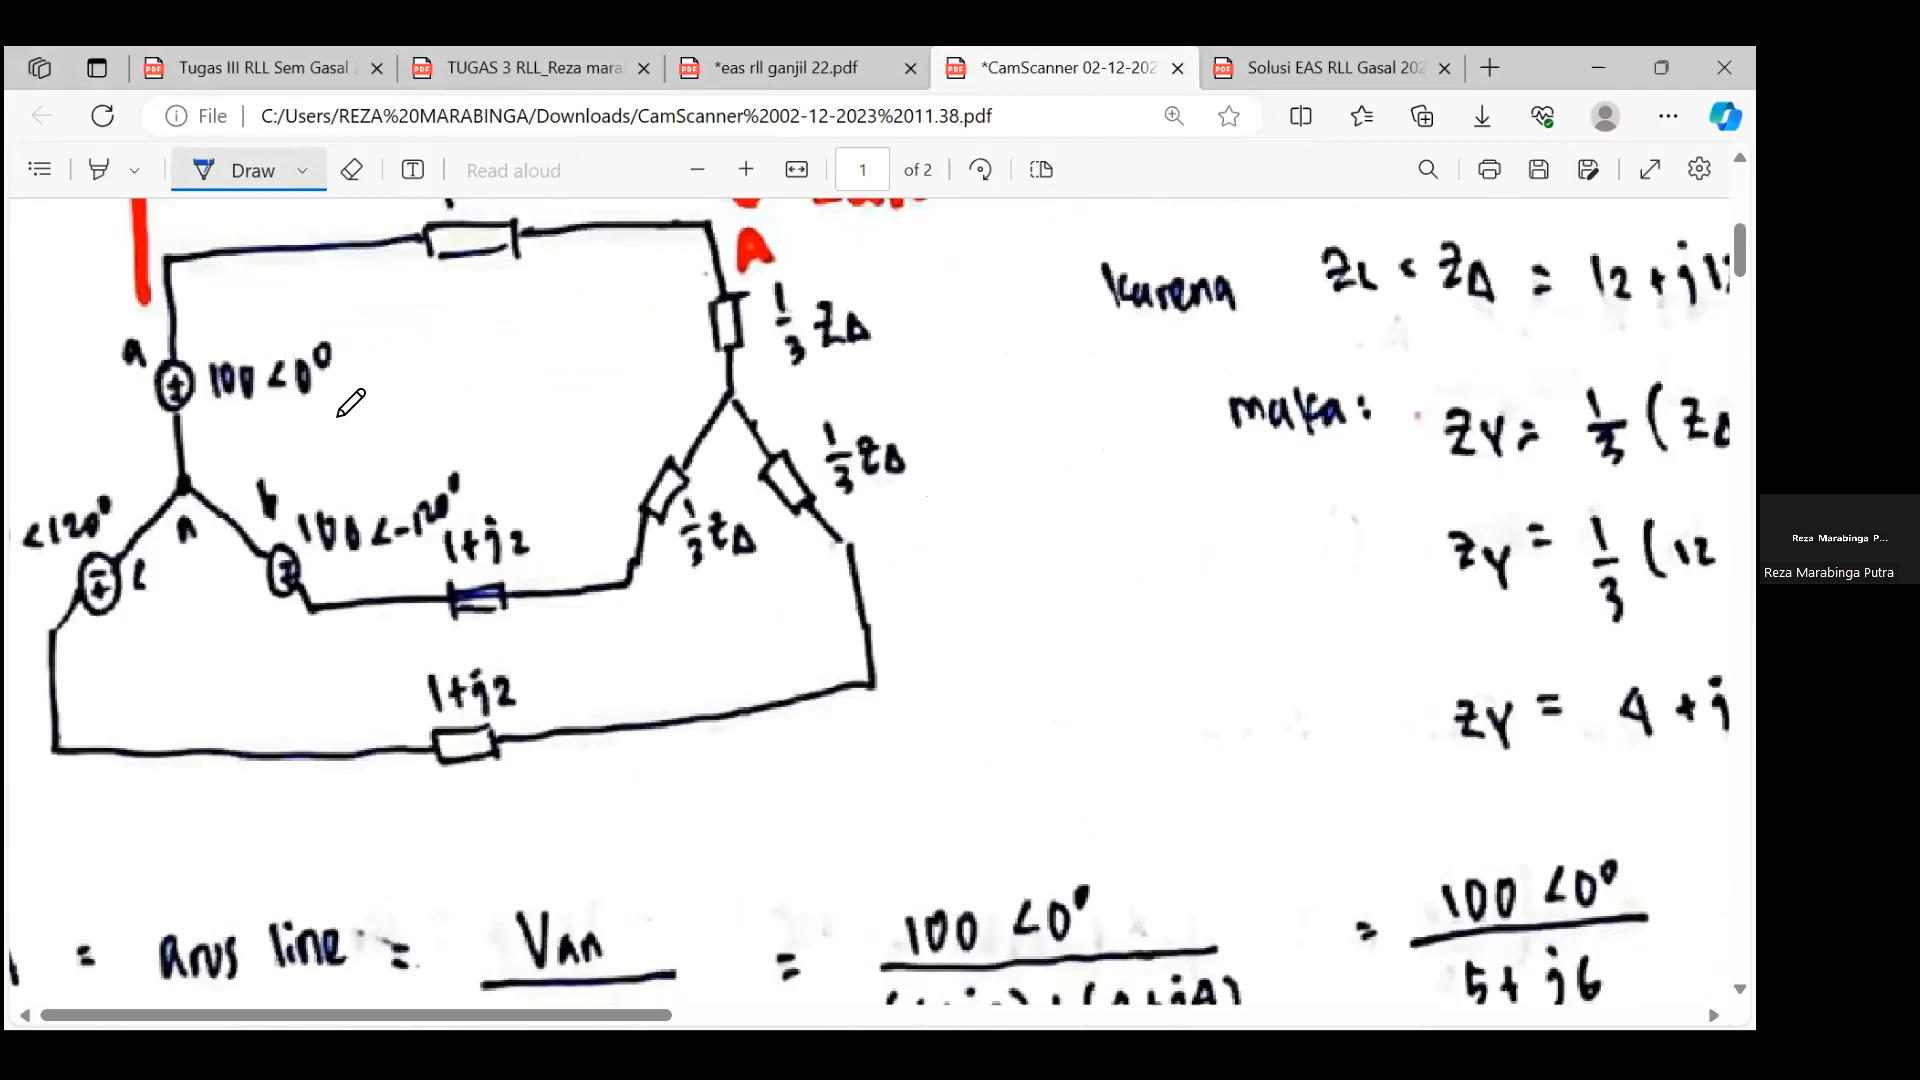 Tugas III RLL Sem Gasal
TUGAS 3 RLL_Reza mara
*eas rll ganjil 22.pdf
*CamScanner 02-12-202
Solusi EAS RLL Gasal 202
File
C:/Users/REZA%20MARABINGA/Downloads/CamScanner%2002-12-2023%2011.38.pdf
Draw
Read aloud
1 of 2
A
a
100 <0°
1/3 ZΔ
1/3 ZΔ
1/3 ZΔ
<120°
c
n
b
100 <-120°
1+j2
1+j2
karena ZL < ZΔ = 12 + j1
maka: ZY = 1/3 (ZΔ
ZY = 1/3 (12
ZY = 4 + j
= arus line = VAn = 100 <0° = 100 <0°
5 + j6
Reza Marabinga P...
Reza Marabinga Putra